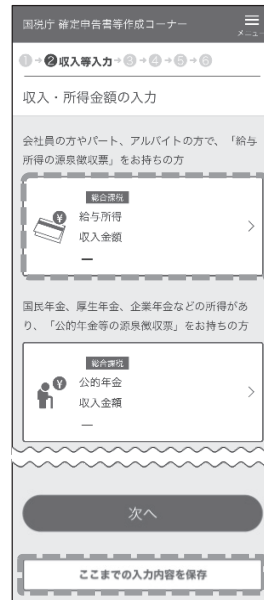 国税庁 確定申告書等作成コーナー
メニュー
①→❷収入等入力→③→④→⑤→⑥
収入・所得金額の入力
会社員の方やパート、アルバイトの方で、「給与
所得の源泉徴収票」をお持ちの方
総合課税
¥
給与所得
収入金額
ー
国民年金、厚生年金、企業年金などの所得があ
り、「公的年金等の源泉徴収票」をお持ちの方
総合課税
¥
公的年金
収入金額
ー
次へ
ここまでの入力内容を保存